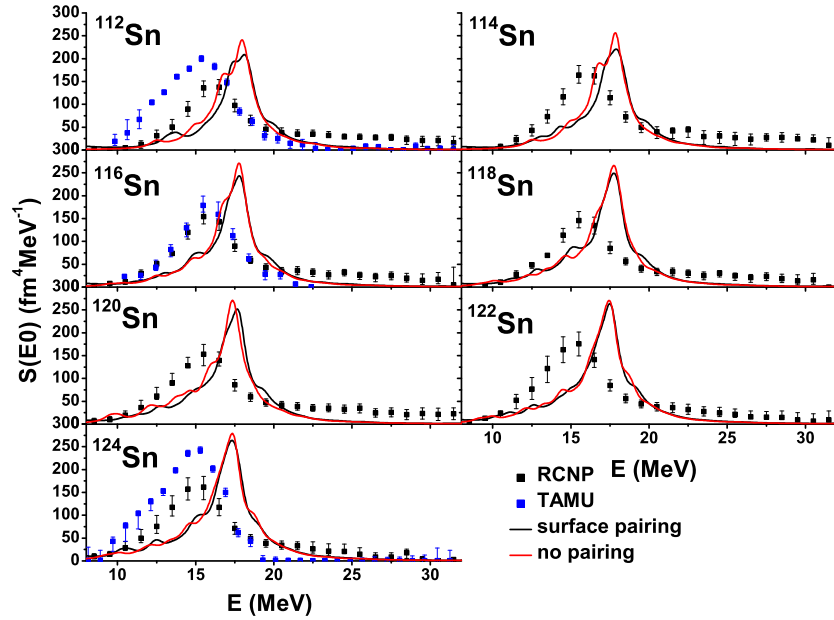 300
250 112Sn 114Sn
200
150
100
50
300
250 116Sn 118Sn
200
150
100
50
300
250 120Sn 122Sn
200
150
100
50
300
250 124Sn
200
150
100
50
0
10 15 20 25 30
10 15 20 25 30
S(E0) (fm4MeV-1)
E (MeV)
E (MeV)
RCNP
TAMU
surface pairing
no pairing